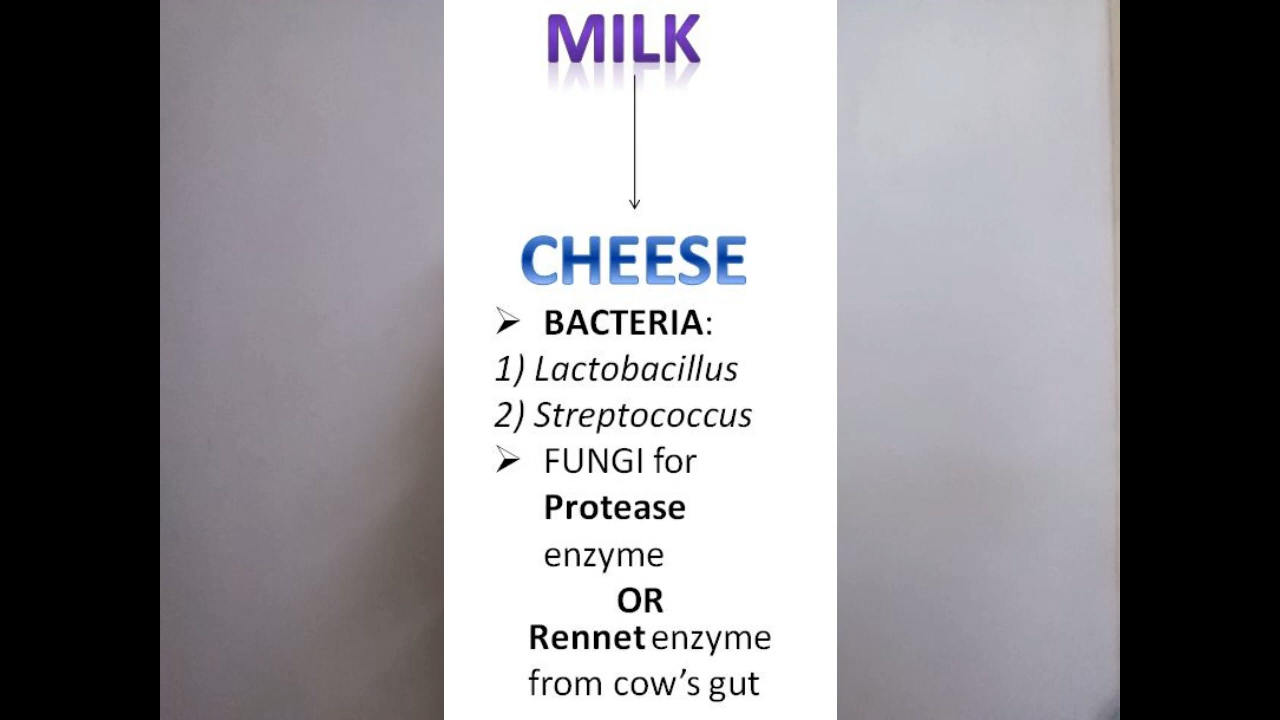 MILK
CHEESE
➢ BACTERIA:
1) Lactobacillus
2) Streptococcus
➢ FUNGI for
Protease
enzyme
OR
Rennet enzyme
from cow's gut